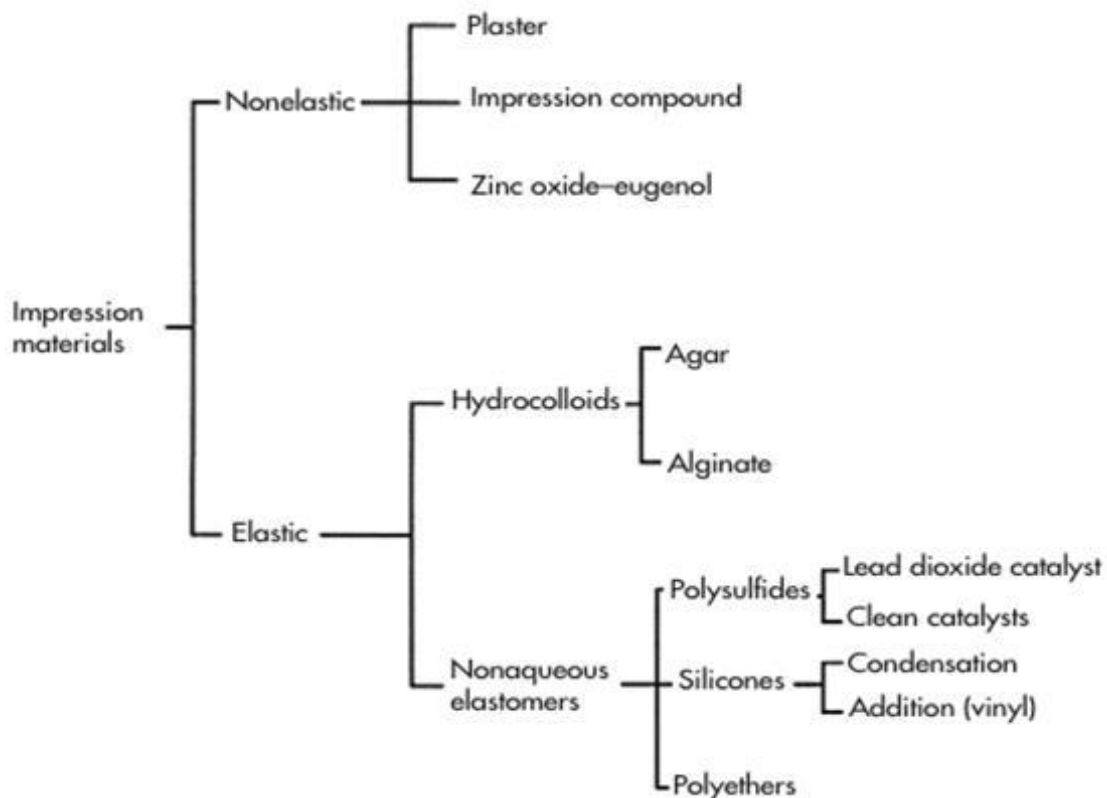 Plaster
Nonelastic
Impression compound
Zinc oxide–eugenol
Impression
materials
Agar
Hydrocolloids
Alginate
Elastic
Lead dioxide catalyst
Polysulfides
Clean catalysts
Nonaqueous
elastomers
Condensation
Silicones
Addition (vinyl)
Polyethers